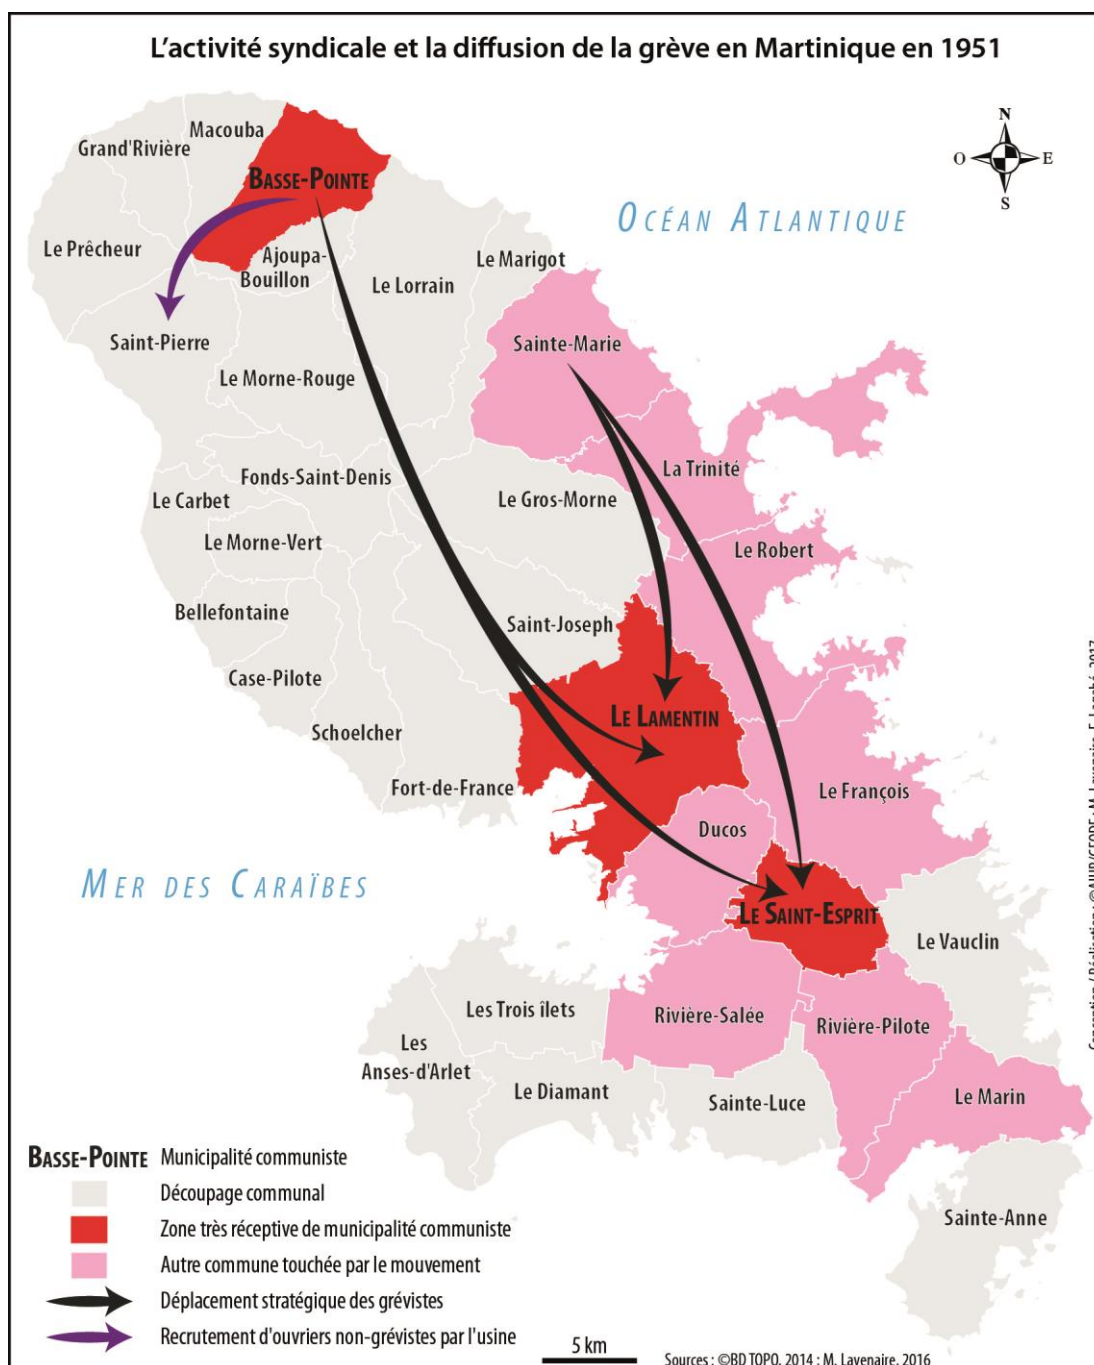 L'activité syndicale et la diffusion de la grève en Martinique en 1951
N
O
E
S
Macouba
Grand'Rivière
BASSE-POINTE
OCÉAN ATLANTIQUE
Le Prêcheur
Ajoupa-
Bouillon
Le Marigot
Le Lorrain
Saint-Pierre
Sainte-Marie
Le Morne-Rouge
La Trinité
Fonds-Saint-Denis
Le Carbet
Le Gros-Morne
Le Morne-Vert
Le Robert
Bellefontaine
Saint-Joseph
Case-Pilote
LE LAMENTIN
Schoelcher
Fort-de-France
Le François
Ducos
MER DES CARAÏBES
LE SAINT-ESPRIT
Le Vauclin
Les Trois îlets
Rivière-Salée
Rivière-Pilote
Les
Anses-d'Arlet
Le Diamant
Sainte-Luce
Le Marin
Sainte-Anne
BASSE-POINTE Municipalité communiste
Découpage communal
Zone très réceptive de municipalité communiste
Autre commune touchée par le mouvement
Déplacement stratégique des grévistes
Recrutement d'ouvriers non-grévistes par l'usine
5 km
Sources : ©BD TOPO, 2014 ; M. Lavenaire, 2016